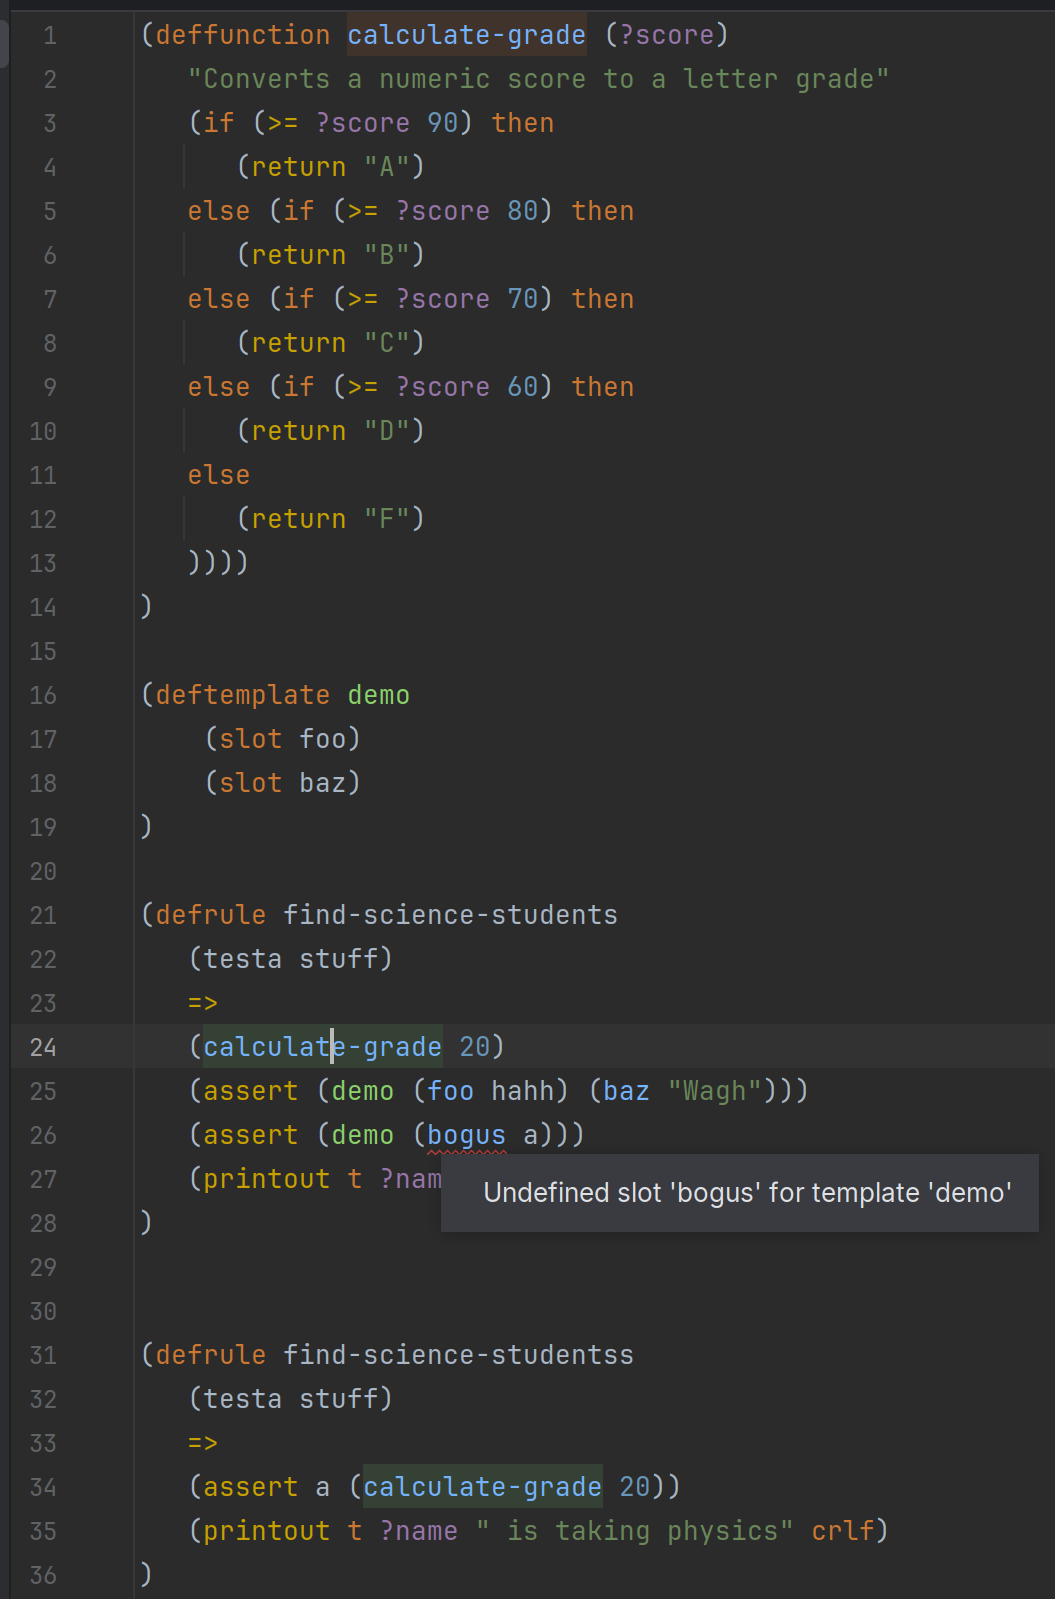 1 (deffunction calculate-grade (?score)
2 "Converts a numeric score to a letter grade"
3 (if (>= ?score 90) then
4 (return "A")
5 else (if (>= ?score 80) then
6 (return "B")
7 else (if (>= ?score 70) then
8 (return "C")
9 else (if (>= ?score 60) then
10 (return "D")
11 else
12 (return "F")
13 ))))
14 )
15
16 (deftemplate demo
17 (slot foo)
18 (slot baz)
19 )
20
21 (defrule find-science-students
22 (testa stuff)
23 =>
24 (calculate-grade 20)
25 (assert (demo (foo hahh) (baz "Wagh")))
26 (assert (demo (bogus a)))
27 (printout t ?nam
Undefined slot 'bogus' for template 'demo'
28 )
29
30
31 (defrule find-science-studentss
32 (testa stuff)
33 =>
34 (assert a (calculate-grade 20))
35 (printout t ?name " is taking physics" crlf)
36 )